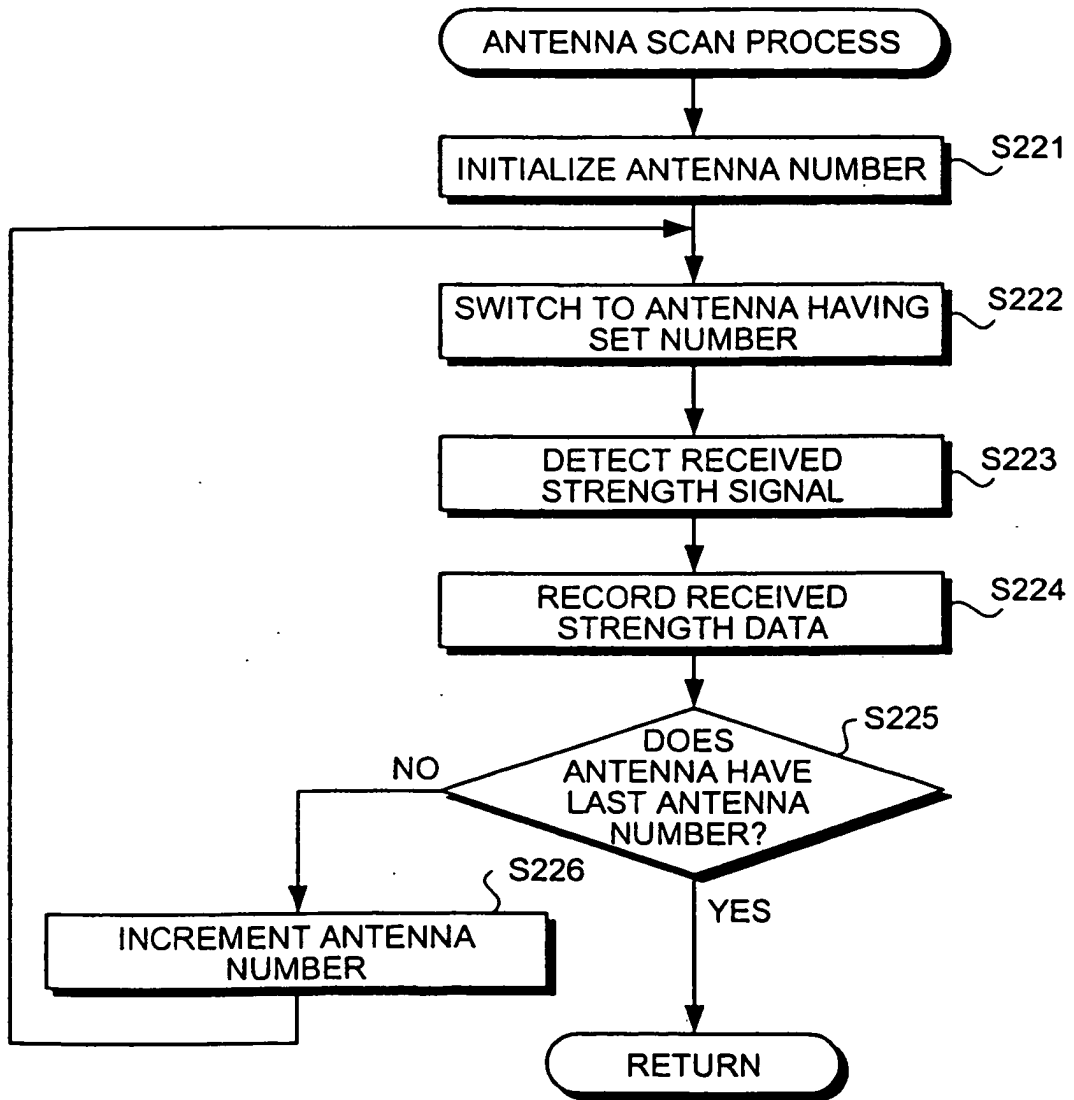 ANTENNA SCAN PROCESS
S221
INITIALIZE ANTENNA NUMBER
S222
SWITCH TO ANTENNA HAVING
SET NUMBER
S223
DETECT RECEIVED
STRENGTH SIGNAL
S224
RECORD RECEIVED
STRENGTH DATA
S225
DOES
ANTENNA HAVE
LAST ANTENNA
NUMBER?
NO
S226
INCREMENT ANTENNA
NUMBER
YES
RETURN